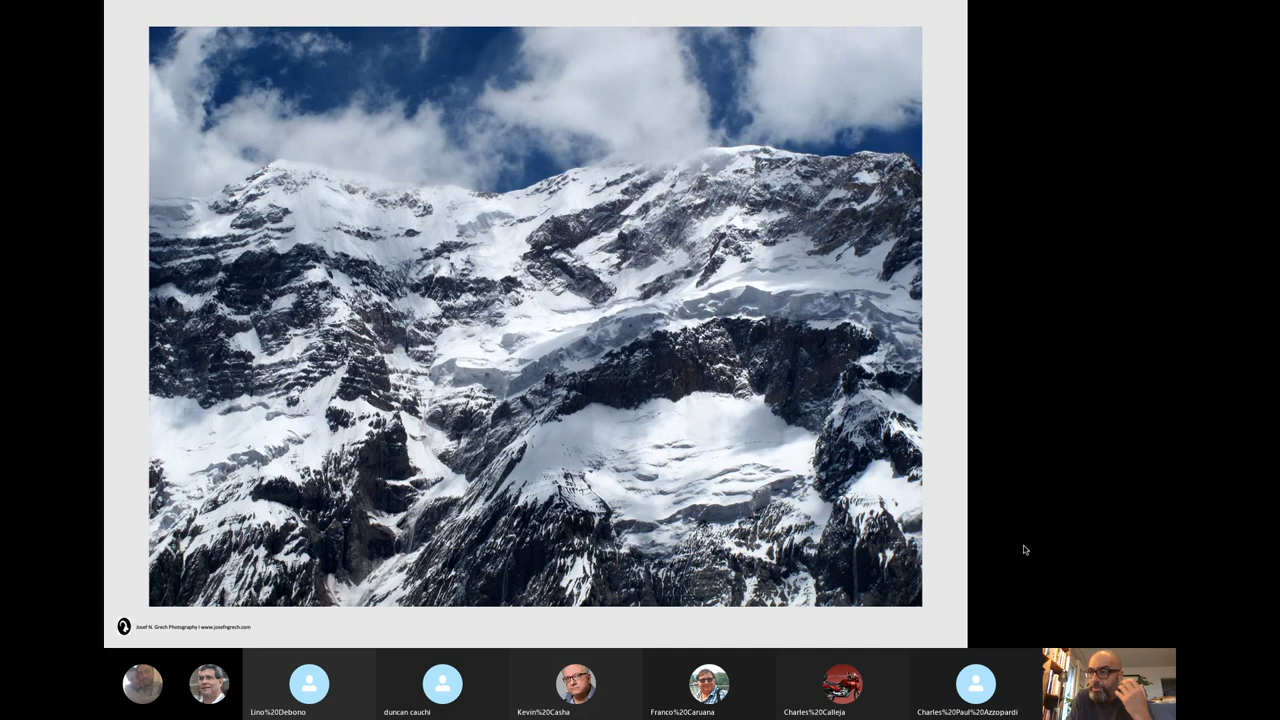 Josef N. Grech Photography I www.josefngrech.com
Lino%20Debono
duncan cauchi
Kevin%20Casha
Franco%20Caruana
Charles%20Calleja
Charles%20Paul%20Azzopardi